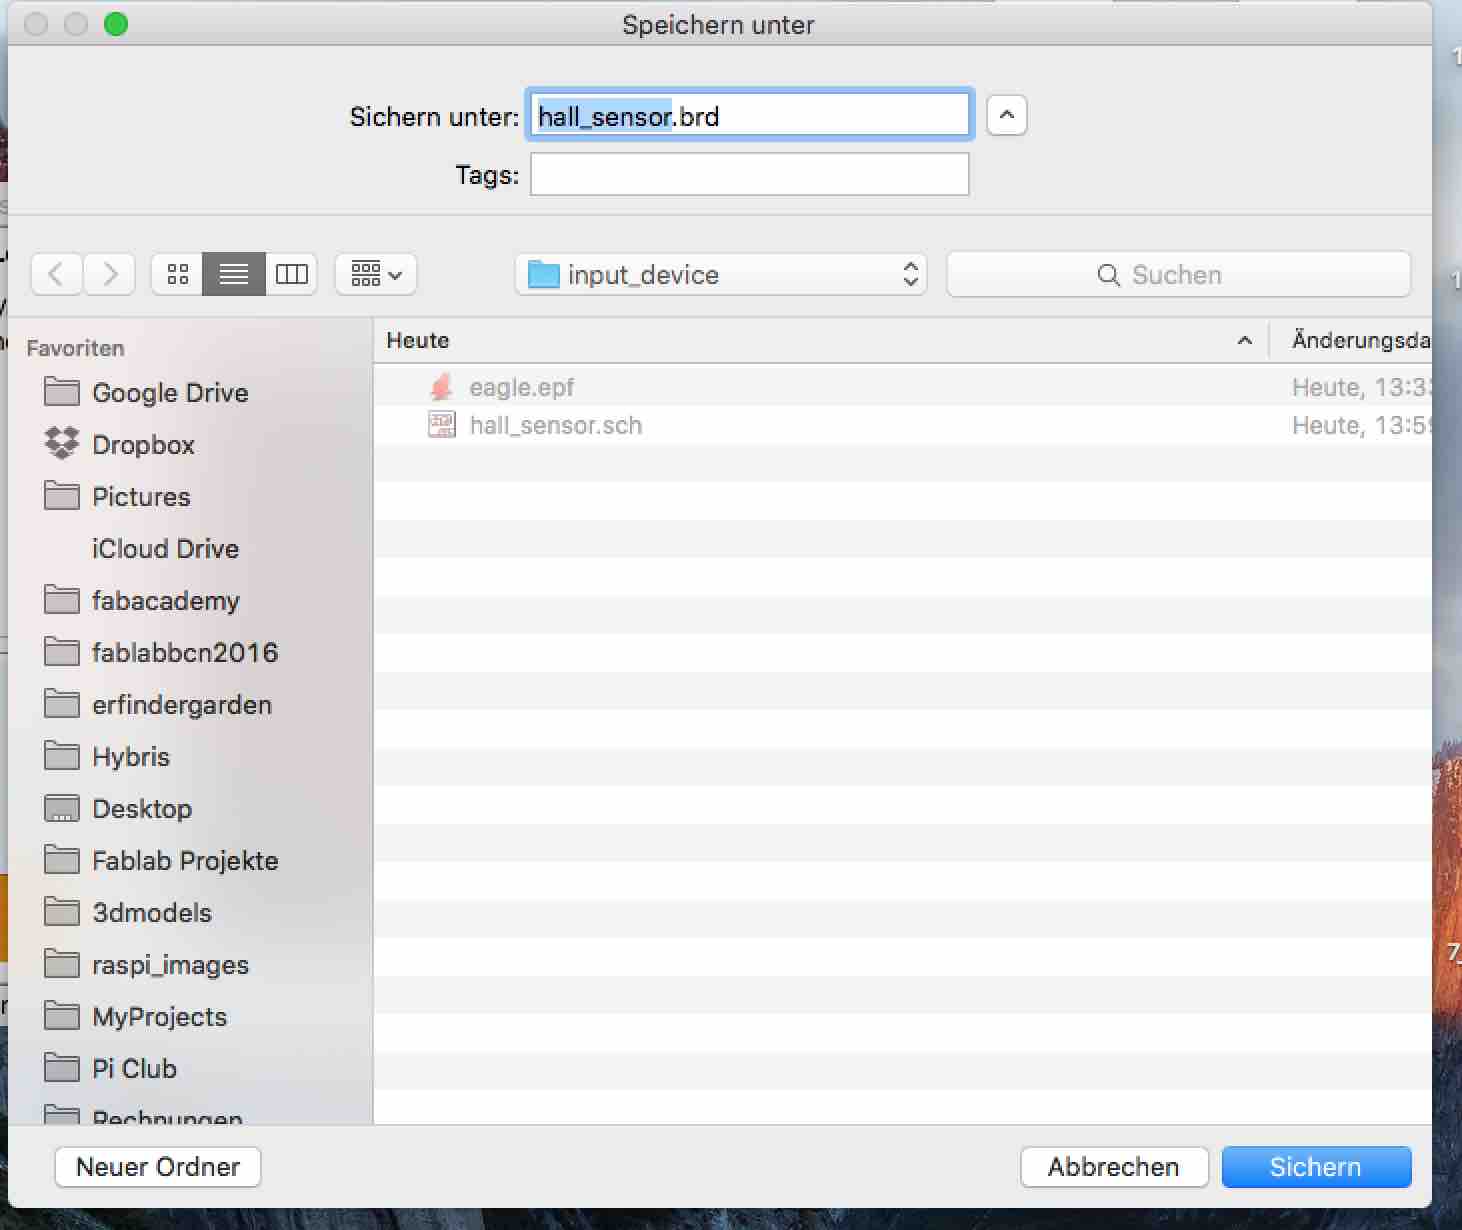 Speichern unter
Sichern unter: hall_sensor.brd
Tags:
input_device
Suchen
Favoriten
Google Drive
Dropbox
Pictures
iCloud Drive
fabacademy
fablabbcn2016
erfindergarden
Hybris
Desktop
Fablab Projekte
3dmodels
raspi_images
MyProjects
Pi Club
Rechnungen
Heute Änderungsda
eagle.epf Heute, 13:3
hall_sensor.sch Heute, 13:5
Neuer Ordner
Abbrechen
Sichern